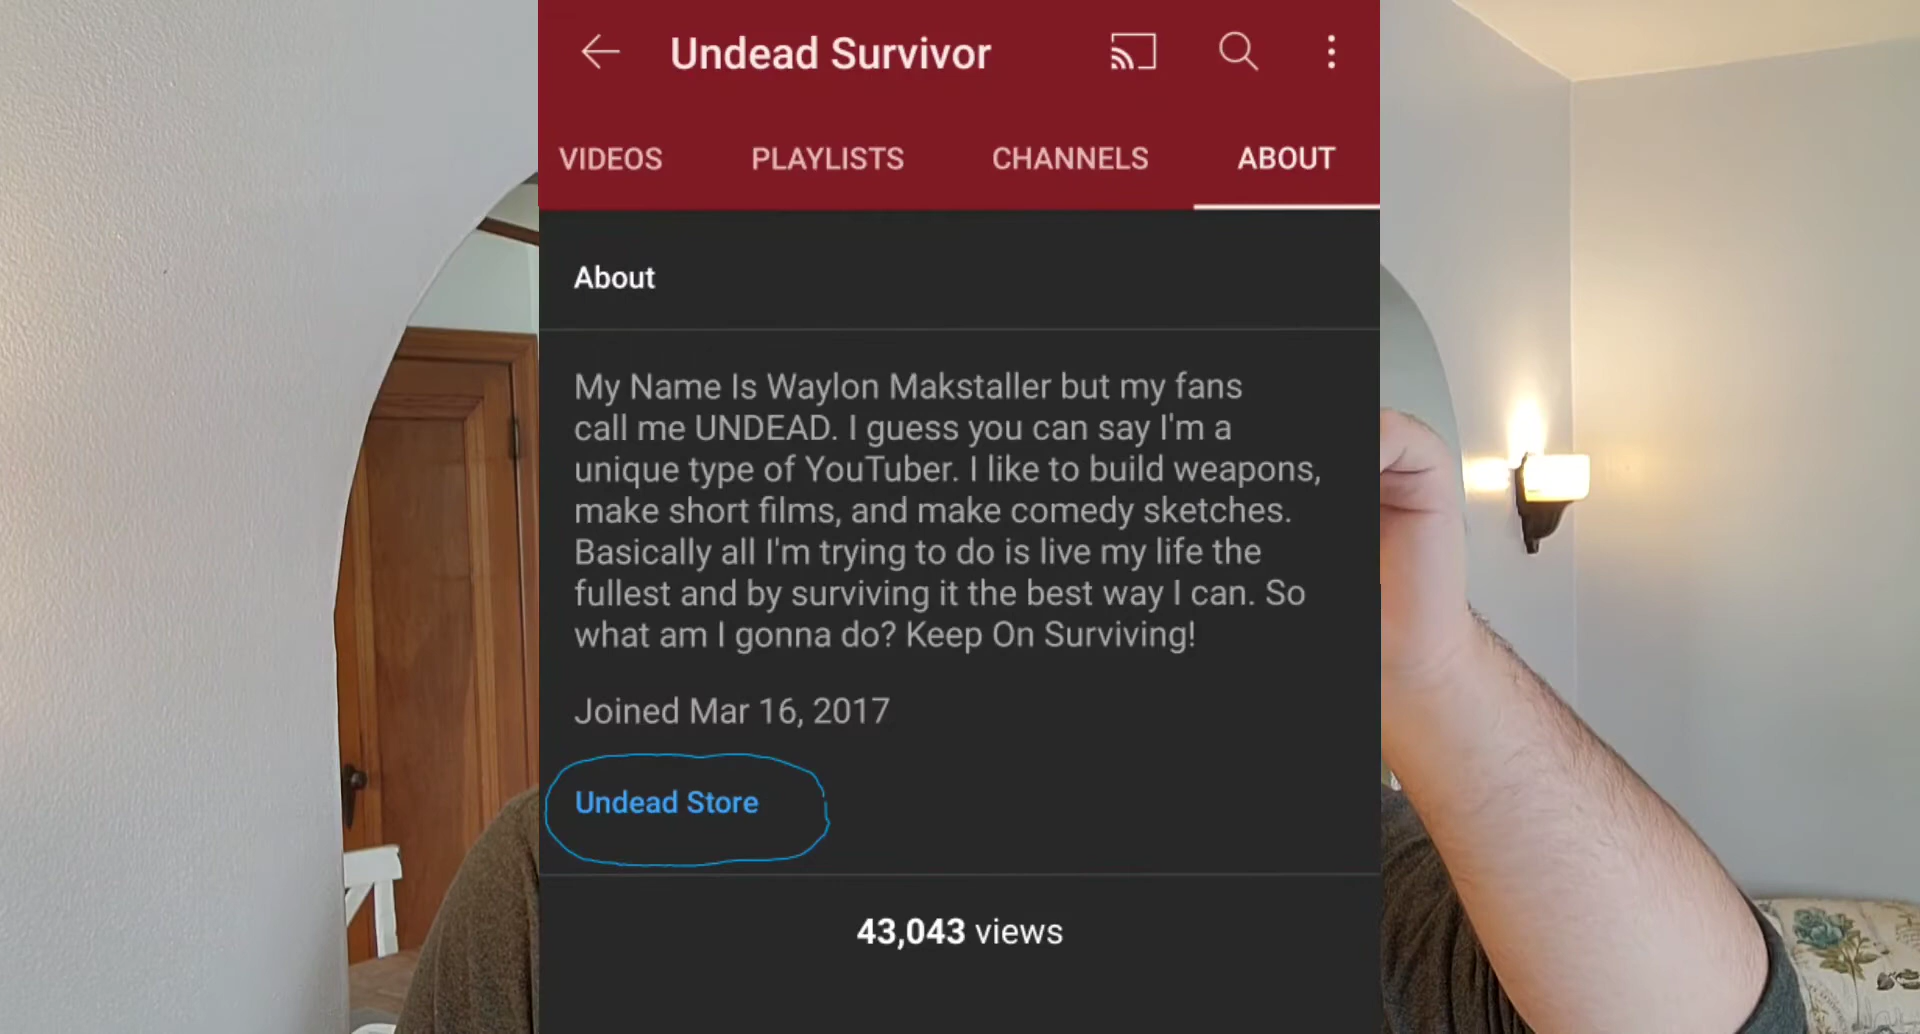 Undead Survivor
VIDEOS PLAYLISTS CHANNELS ABOUT
About
My Name Is Waylon Makstaller but my fans
call me UNDEAD. I guess you can say I'm a
unique type of YouTuber. I like to build weapons,
make short films, and make comedy sketches.
Basically all I'm trying to do is live my life the
fullest and by surviving it the best way I can. So
what am I gonna do? Keep On Surviving!
Joined Mar 16, 2017
Undead Store
43,043 views